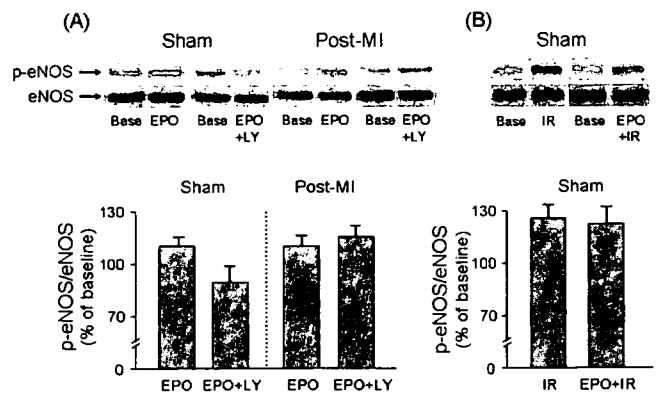 (A)
Sham
Post-MI
p-eNOS
eNOS
Base EPO Base EPO +LY Base EPO Base EPO +LY
Sham
Post-MI
p-eNOS/eNOS
(% of baseline)
130
100
70
0
EPO EPO+LY EPO EPO+LY
(B)
Sham
Base IR Base EPO +IR
Sham
p-eNOS/eNOS
(% of baseline)
130
100
70
0
IR EPO+IR